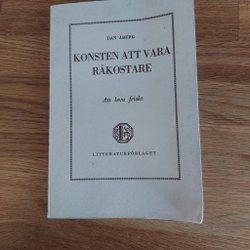 DAN ÅBERG
KONSTEN ATT VARA
RÅKOSTARE
Att leva friskt
LITTERATURFÖRLAGET